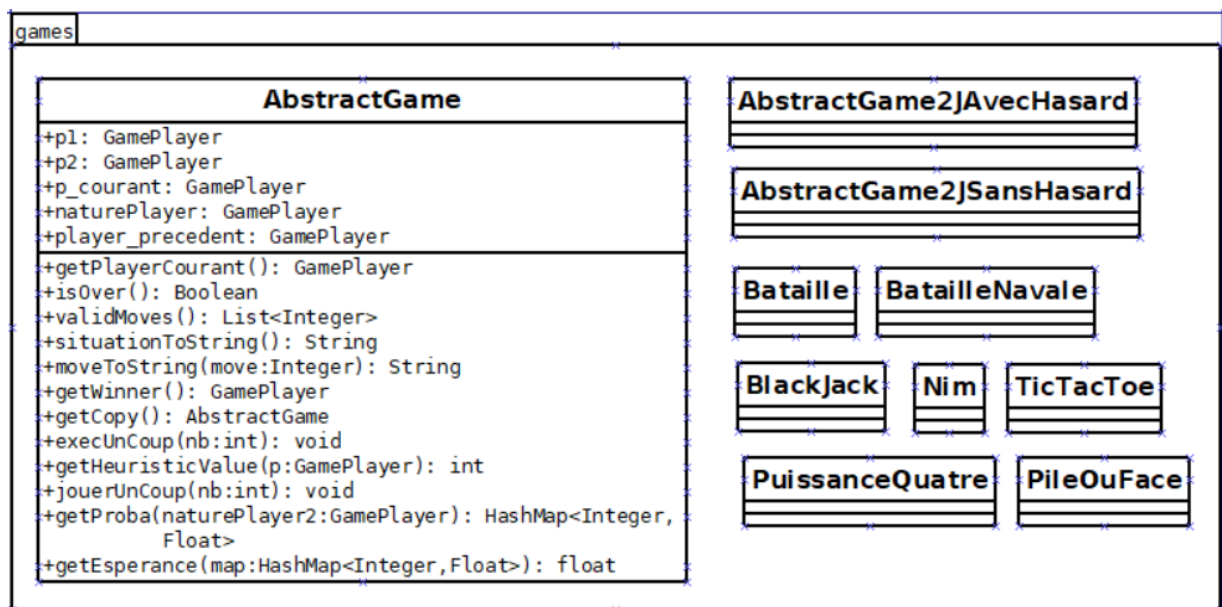 games
AbstractGame
+p1: GamePlayer
+p2: GamePlayer
+p_courant: GamePlayer
+naturePlayer: GamePlayer
+player_precedent: GamePlayer
+getPlayerCourant(): GamePlayer
+isOver(): Boolean
+validMoves(): List<Integer>
+situationToString(): String
+moveToString(move:Integer): String
+getWinner(): GamePlayer
+getCopy(): AbstractGame
+execUnCoup(nb:int): void
+getHeuristicValue(p:GamePlayer): int
+jouerUnCoup(nb:int): void
+getProba(naturePlayer2:GamePlayer): HashMap<Integer,
Float>
+getEsperance(map:HashMap<Integer,Float>): float
AbstractGame2JAvecHasard
AbstractGame2JSansHasard
Bataille BatailleNavale
BlackJack Nim TicTacToe
PuissanceQuatre PileOuFace